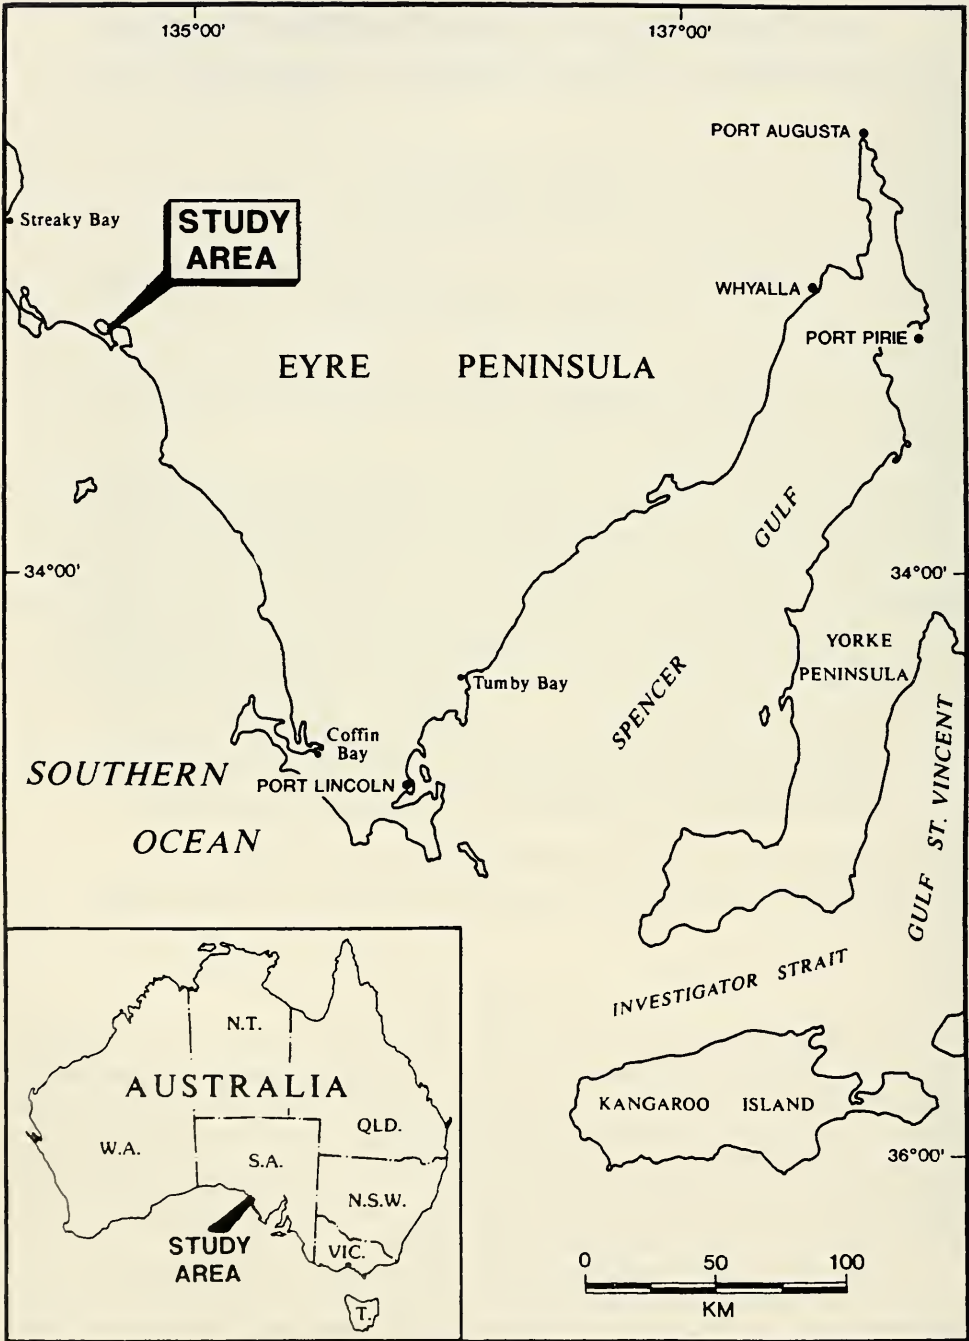 135°00'
137°00'
PORT AUGUSTA
Streaky Bay
STUDY
AREA
WHYALLA
PORT PIRIE
EYRE PENINSULA
GULF
34°00'
34°00'
YORKE
PENINSULA
SPENCER
Tumby Bay
Coffin
Bay
SOUTHERN
PORT LINCOLN
OCEAN
GULF ST. VINCENT
INVESTIGATOR STRAIT
N.T.
AUSTRALIA
KANGAROO ISLAND
QLD.
W.A.
S.A.
36°00'
N.S.W.
STUDY
AREA
VIC.
T.
0 50 100
KM